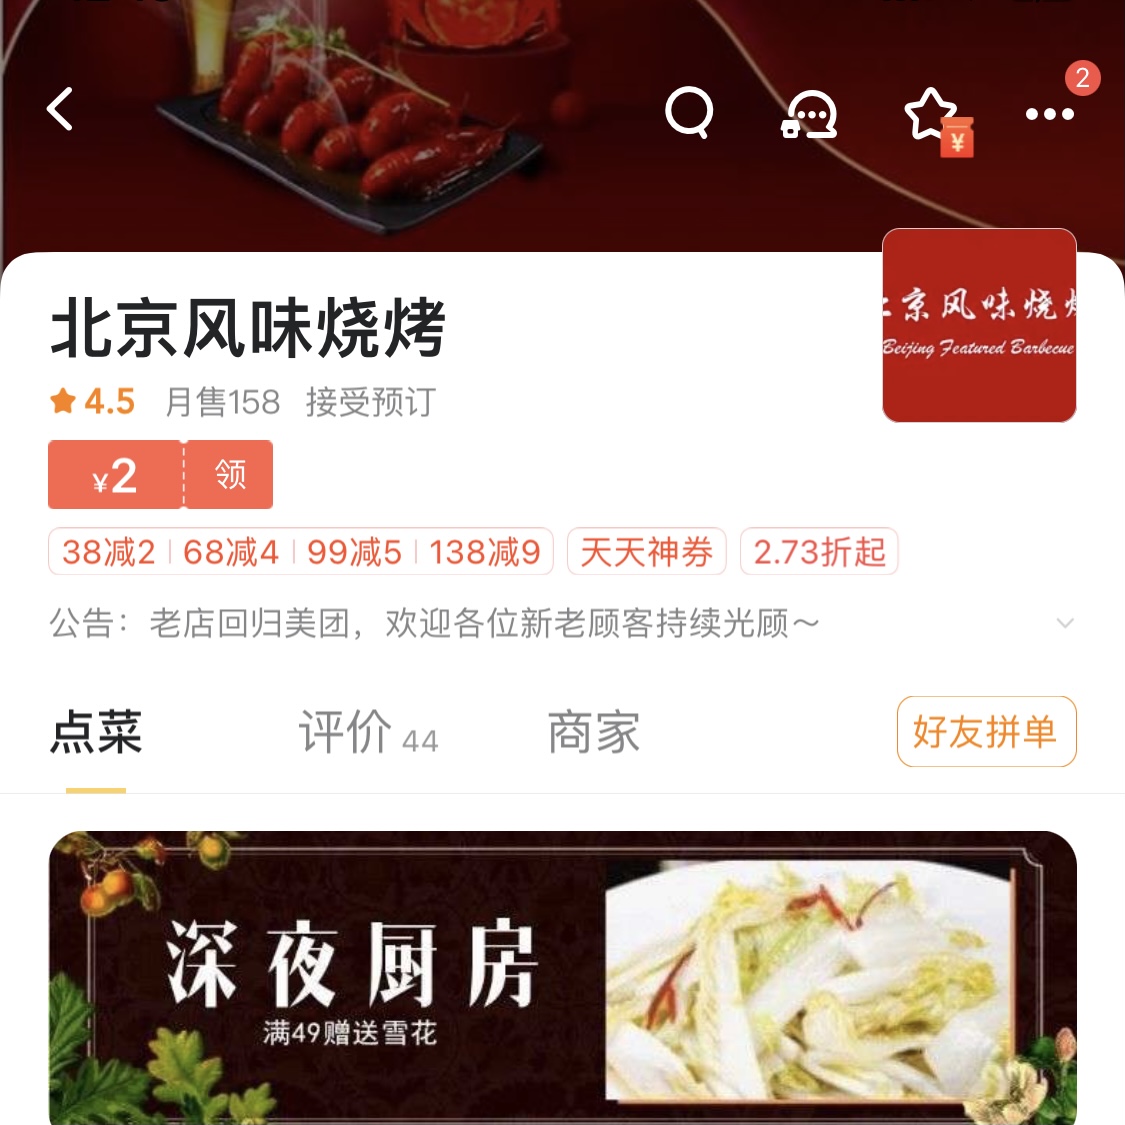 2
¥
京风味烧
Beijing Featured Barbecue
北京风味烧烤
4.5 月售158 接受预订
¥2 领
38减2 68减4 99减5 138减9 天天神券 2.73折起
公告：老店回归美团，欢迎各位新老顾客持续光顾～
点菜 评价 44 商家 好友拼单
深夜厨房
满49赠送雪花